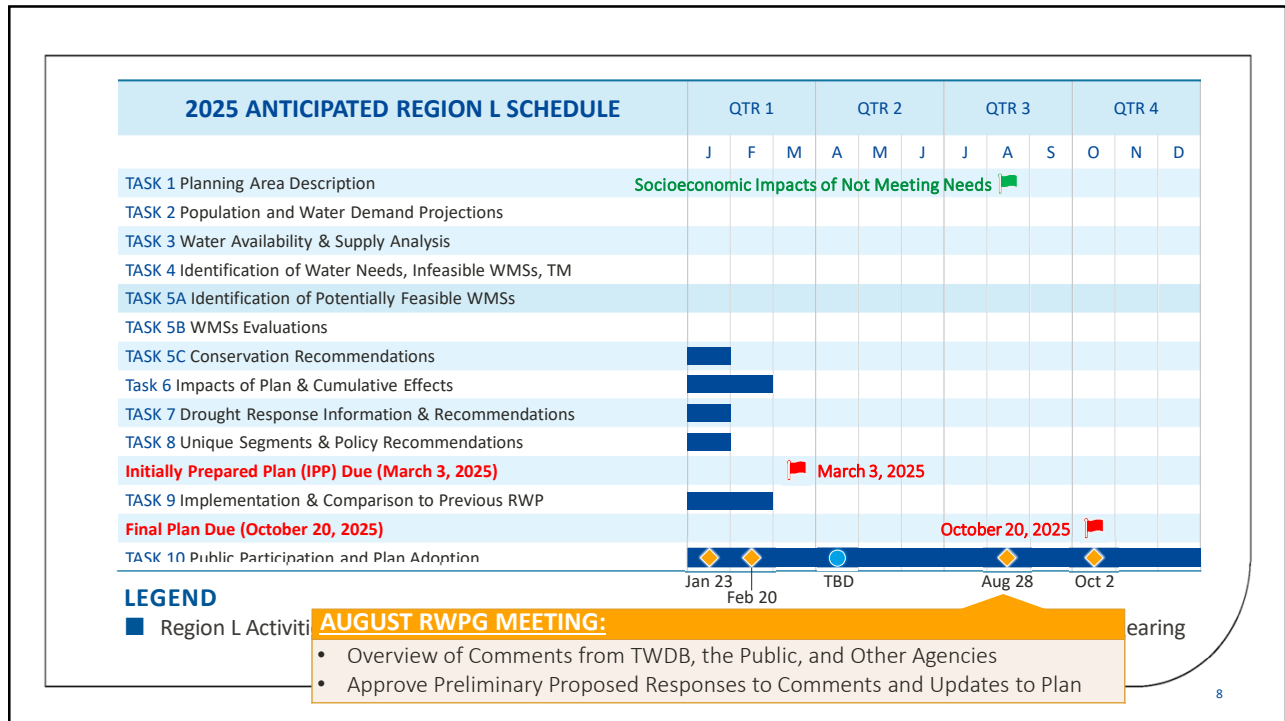 2025 ANTICIPATED REGION L SCHEDULE
QTR 1 QTR 2 QTR 3 QTR 4
J F M A M J J A S O N D
TASK 1 Planning Area Description Socioeconomic Impacts of Not Meeting Needs
TASK 2 Population and Water Demand Projections
TASK 3 Water Availability & Supply Analysis
TASK 4 Identification of Water Needs, Infeasible WMSs, TM
TASK 5A Identification of Potentially Feasible WMSs
TASK 5B WMSs Evaluations
TASK 5C Conservation Recommendations
Task 6 Impacts of Plan & Cumulative Effects
TASK 7 Drought Response Information & Recommendations
TASK 8 Unique Segments & Policy Recommendations
Initially Prepared Plan (IPP) Due (March 3, 2025) March 3, 2025
TASK 9 Implementation & Comparison to Previous RWP
Final Plan Due (October 20, 2025) October 20, 2025
TASK 10 Public Participation and Plan Adoption
Jan 23 TBD Aug 28 Oct 2
Feb 20
LEGEND
Region L Activiti earing
AUGUST RWPG MEETING:
• Overview of Comments from TWDB, the Public, and Other Agencies
• Approve Preliminary Proposed Responses to Comments and Updates to Plan
8